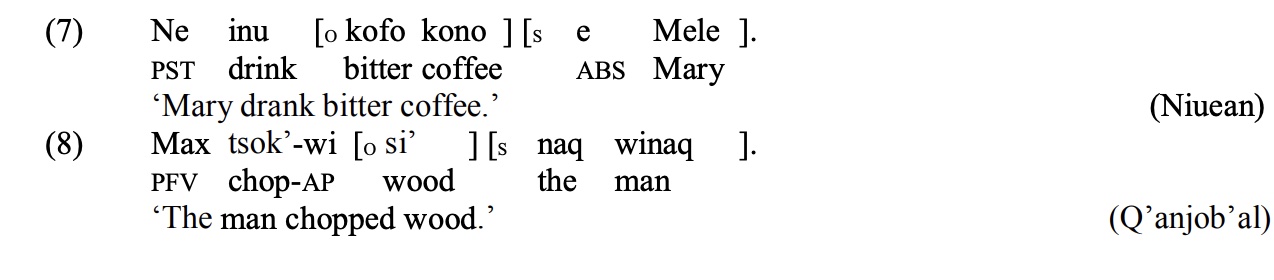 (7) Ne inu [o kofo kono ] [s e Mele ].
PST drink bitter coffee ABS Mary
‘Mary drank bitter coffee.’ (Niuean)
(8) Max tsok’-wi [o si’ ] [s naq winaq ].
PFV chop-AP wood the man
‘The man chopped wood.’ (Q’anjob’al)